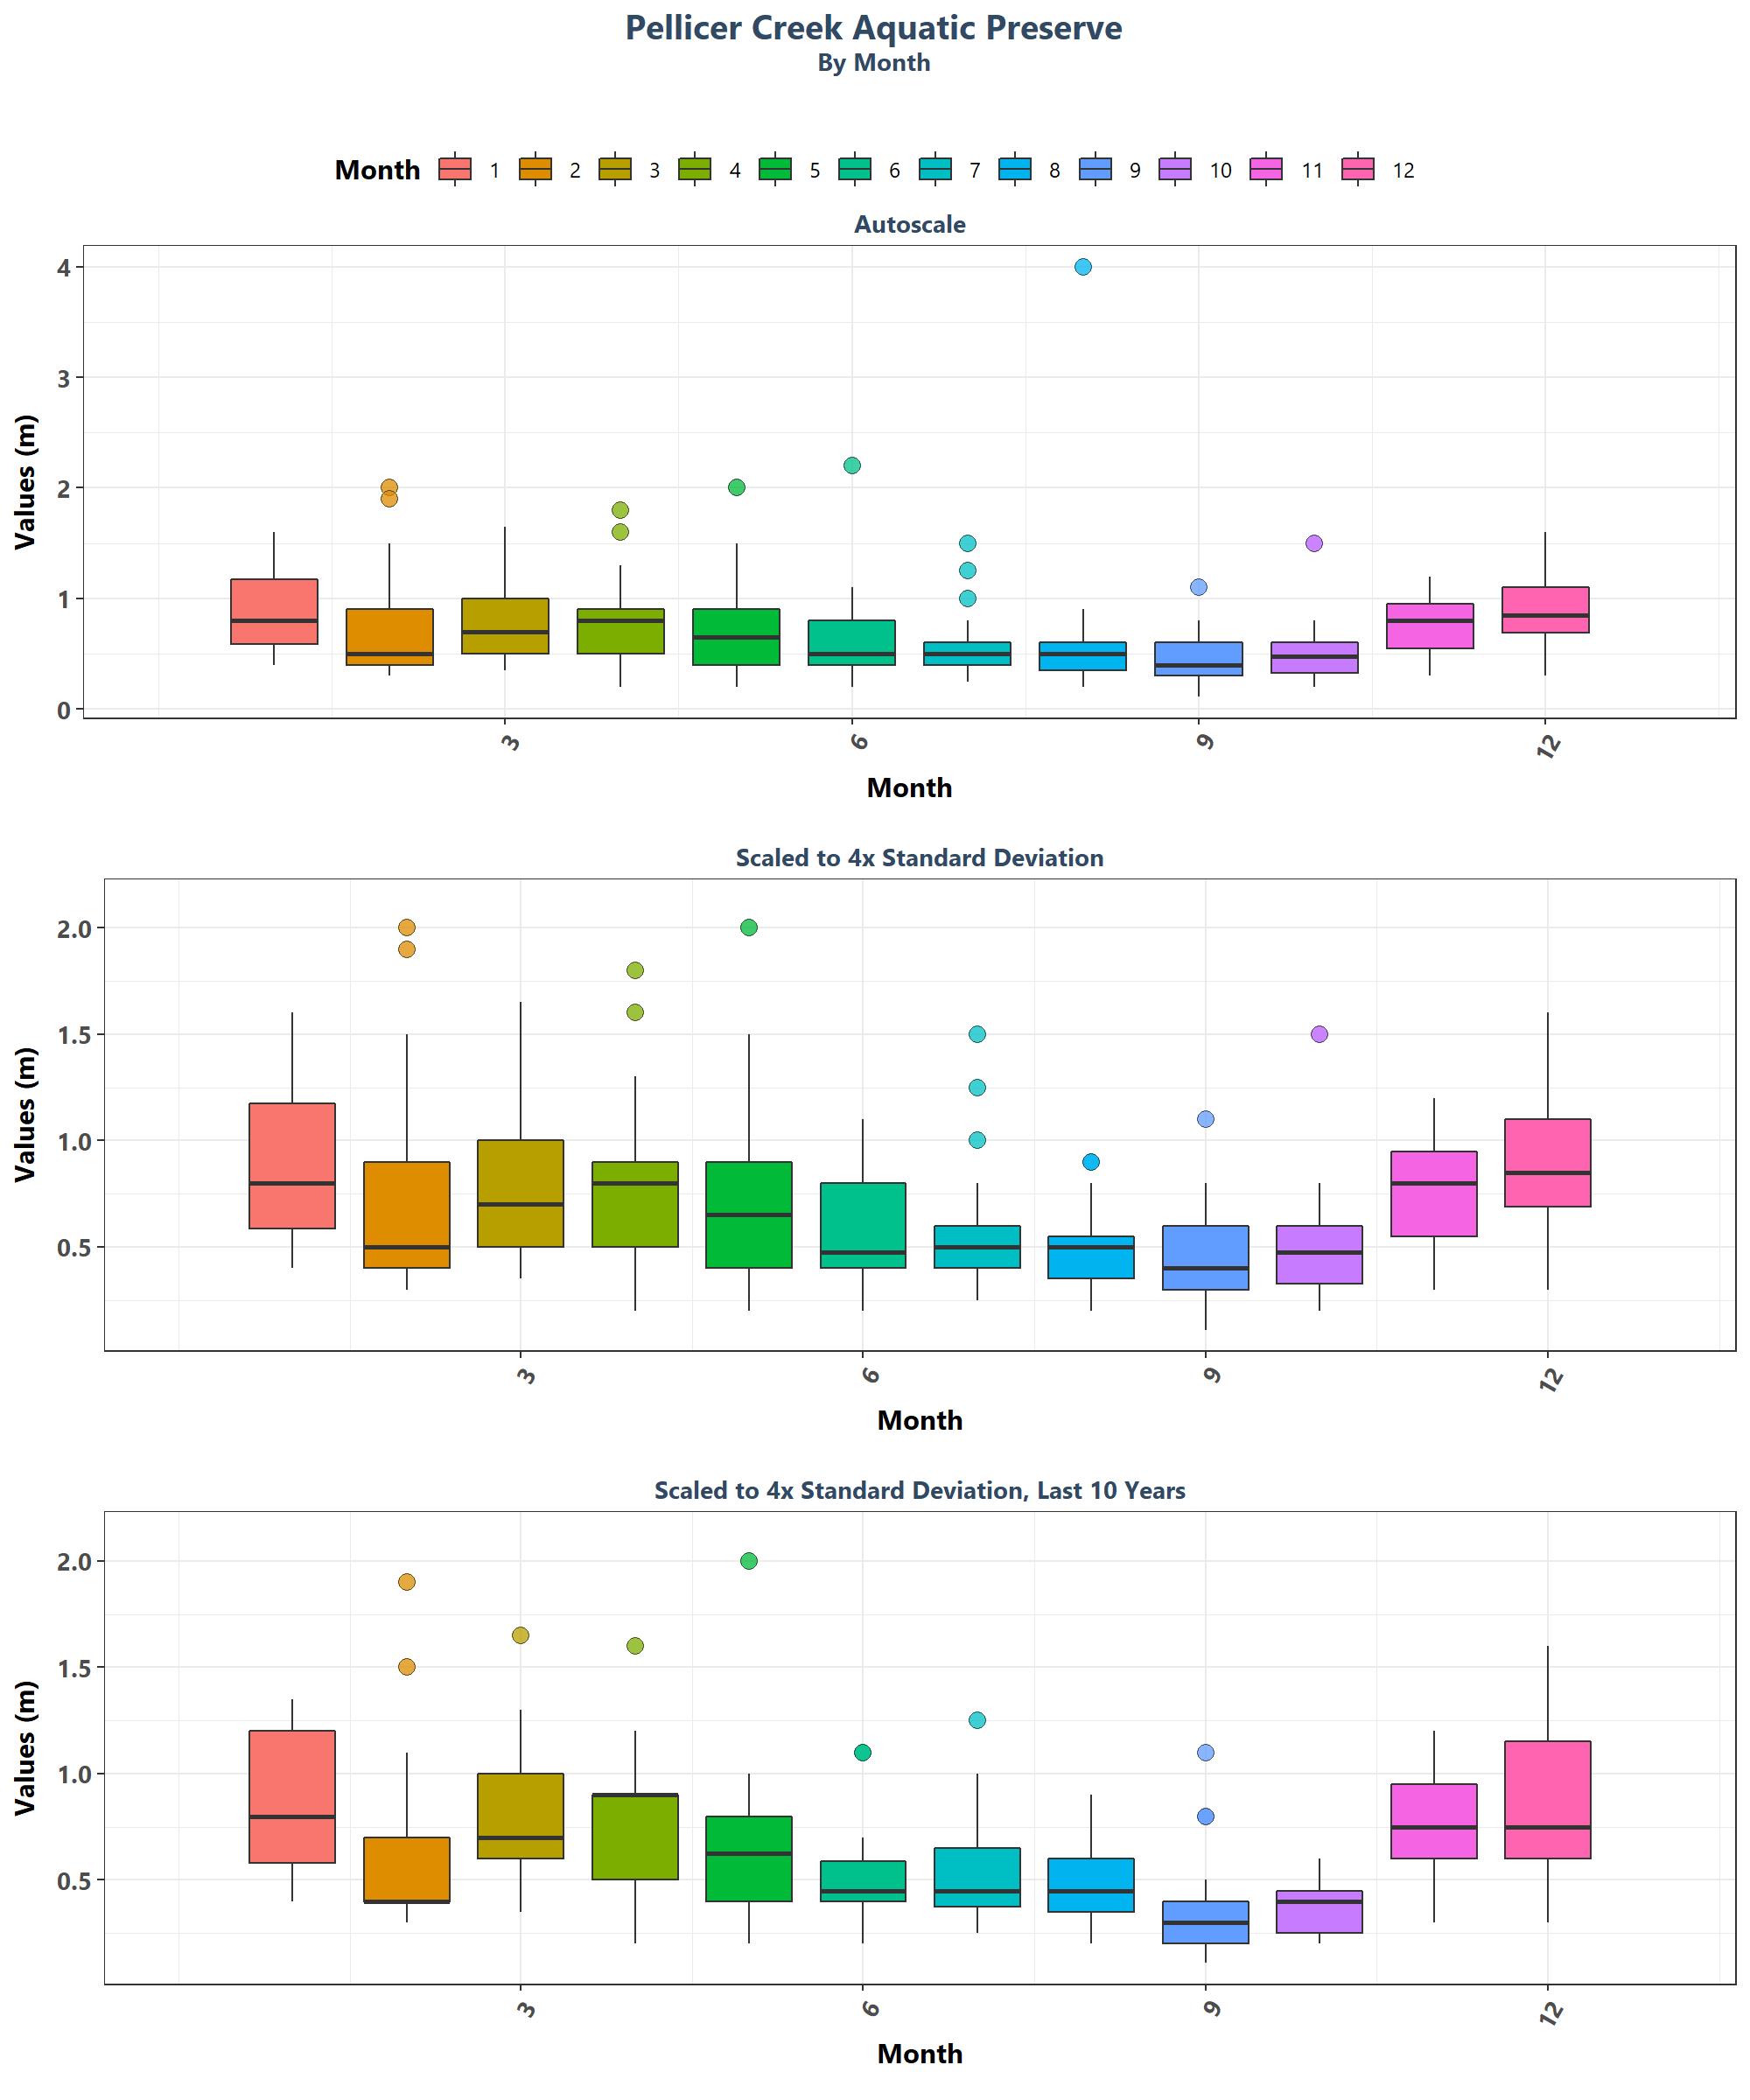 Pellicer Creek Aquatic Preserve
By Month
Month 1 2 3 4 5 6 7 8 9 10 11 12
Autoscale
4
3
2
1
0
Values (m)
3 6 9 12
Month
Scaled to 4x Standard Deviation
2.0
1.5
1.0
0.5
Values (m)
3 6 9 12
Month
Scaled to 4x Standard Deviation, Last 10 Years
2.0
1.5
1.0
0.5
Values (m)
3 6 9 12
Month